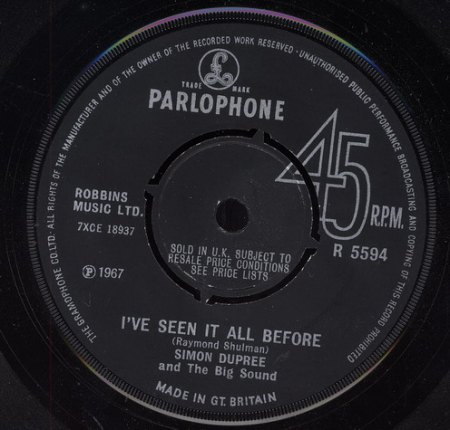 THE GRAMOPHONE CO. LTD. ALL RIGHTS OF THE MANUFACTURER AND OF THE OWNER OF THE RECORDED WORK RESERVED · UNAUTHORISED PUBLIC PERFORMANCE BROADCASTING AND COPYING OF THIS RECORD PROHIBITED
£
TRADE MARK
PARLOPHONE
45
R.P.M.
ROBBINS
MUSIC LTD.
7XCE 18937
R 5594
SOLD IN U.K. SUBJECT TO
RESALE PRICE CONDITIONS
SEE PRICE LISTS
℗ 1967
I'VE SEEN IT ALL BEFORE
(Raymond Shulman)
SIMON DUPREE
and The Big Sound
MADE IN GT. BRITAIN